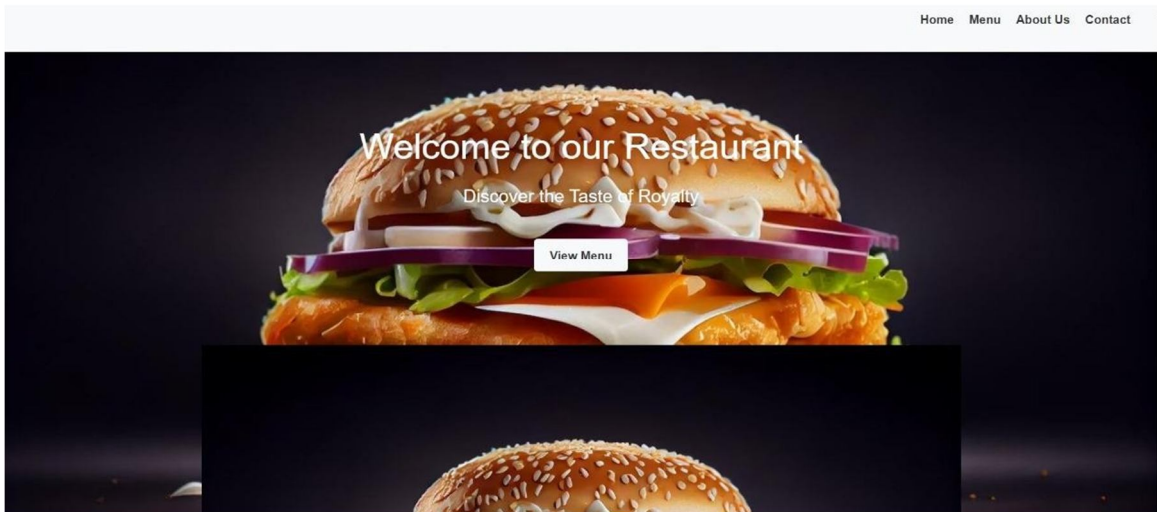 Home Menu About Us Contact
Welcome to our Restaurant
Discover the Taste of Royalty
View Menu